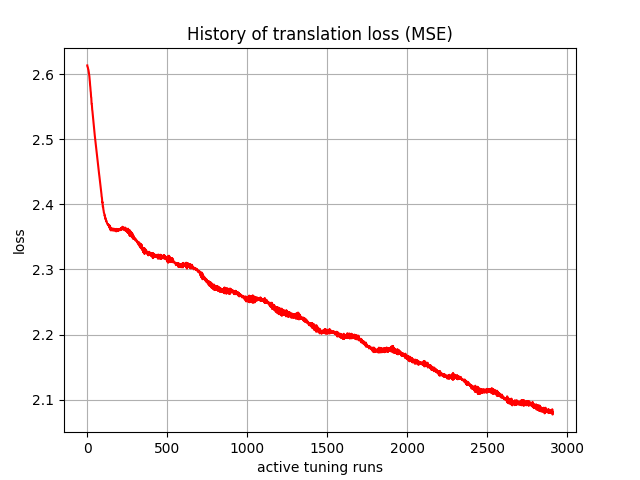 History of translation loss (MSE)
loss
2.6
2.5
2.4
2.3
2.2
2.1
0 500 1000 1500 2000 2500 3000
active tuning runs